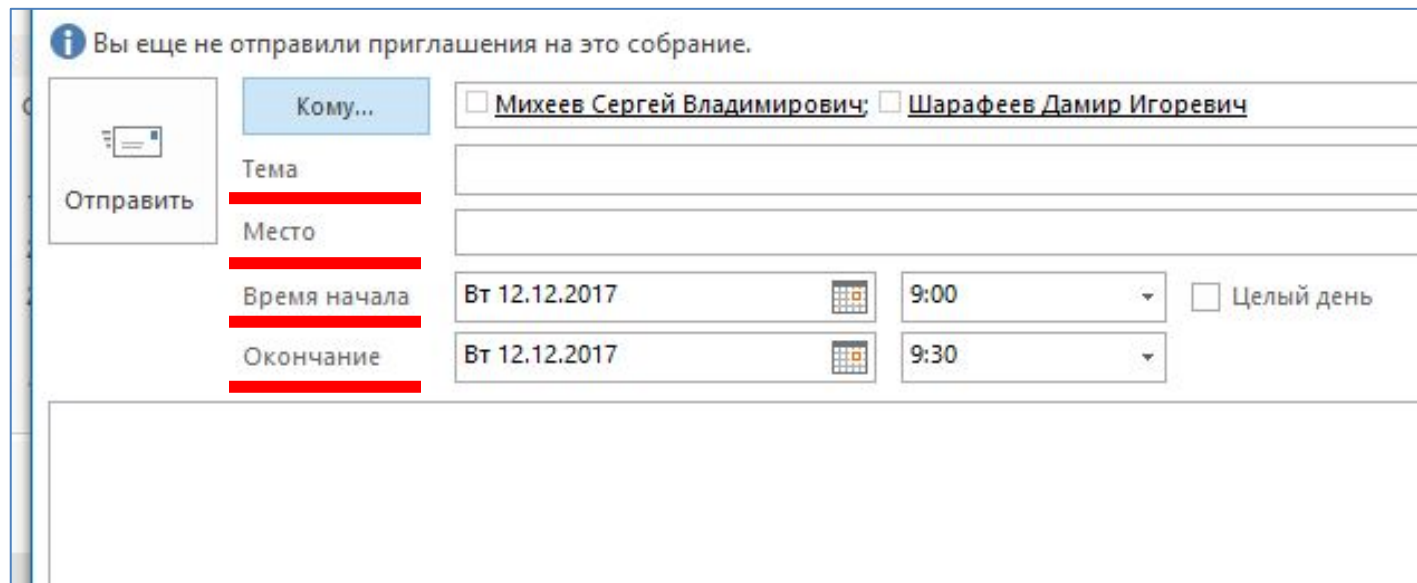 Вы еще не отправили приглашения на это собрание.
Кому... Михеев Сергей Владимирович; Шарафеев Дамир Игоревич
Отправить
Тема
Место
Время начала Вт 12.12.2017 9:00 Целый день
Окончание Вт 12.12.2017 9:30